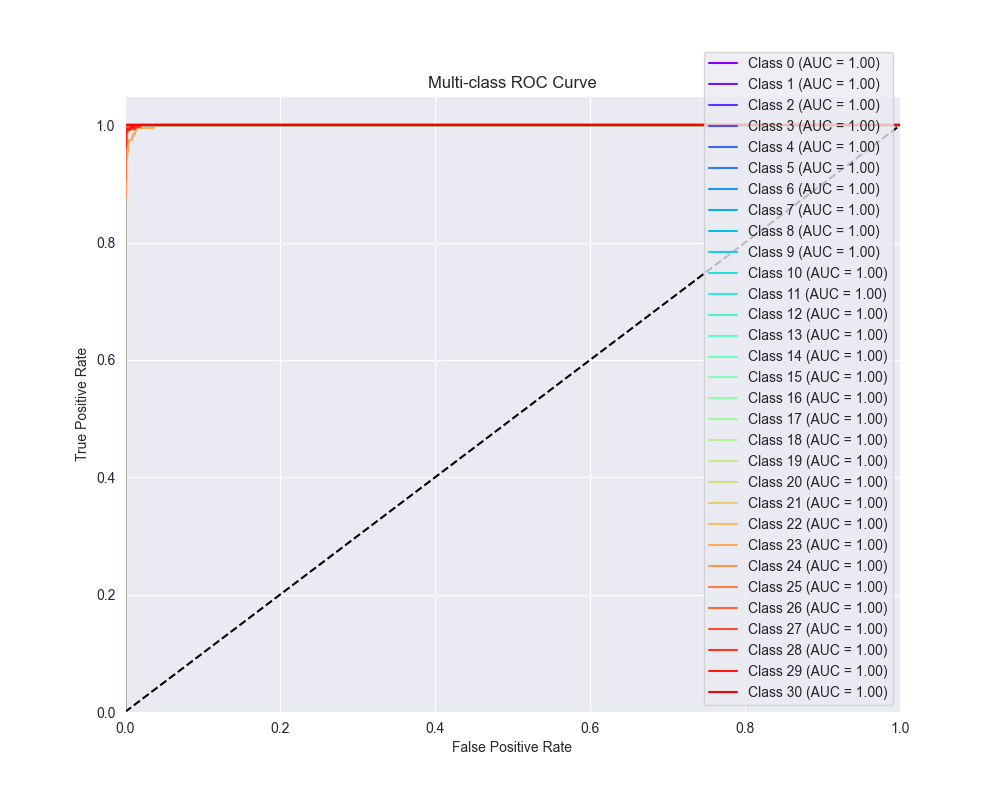 Multi-class ROC Curve
Class 0 (AUC = 1.00)
Class 1 (AUC = 1.00)
Class 2 (AUC = 1.00)
Class 3 (AUC = 1.00)
Class 4 (AUC = 1.00)
Class 5 (AUC = 1.00)
Class 6 (AUC = 1.00)
Class 7 (AUC = 1.00)
Class 8 (AUC = 1.00)
Class 9 (AUC = 1.00)
Class 10 (AUC = 1.00)
Class 11 (AUC = 1.00)
Class 12 (AUC = 1.00)
Class 13 (AUC = 1.00)
Class 14 (AUC = 1.00)
Class 15 (AUC = 1.00)
Class 16 (AUC = 1.00)
Class 17 (AUC = 1.00)
Class 18 (AUC = 1.00)
Class 19 (AUC = 1.00)
Class 20 (AUC = 1.00)
Class 21 (AUC = 1.00)
Class 22 (AUC = 1.00)
Class 23 (AUC = 1.00)
Class 24 (AUC = 1.00)
Class 25 (AUC = 1.00)
Class 26 (AUC = 1.00)
Class 27 (AUC = 1.00)
Class 28 (AUC = 1.00)
Class 29 (AUC = 1.00)
Class 30 (AUC = 1.00)
True Positive Rate
1.0
0.8
0.6
0.4
0.2
0.0
0.0 0.2 0.4 0.6 0.8 1.0
False Positive Rate